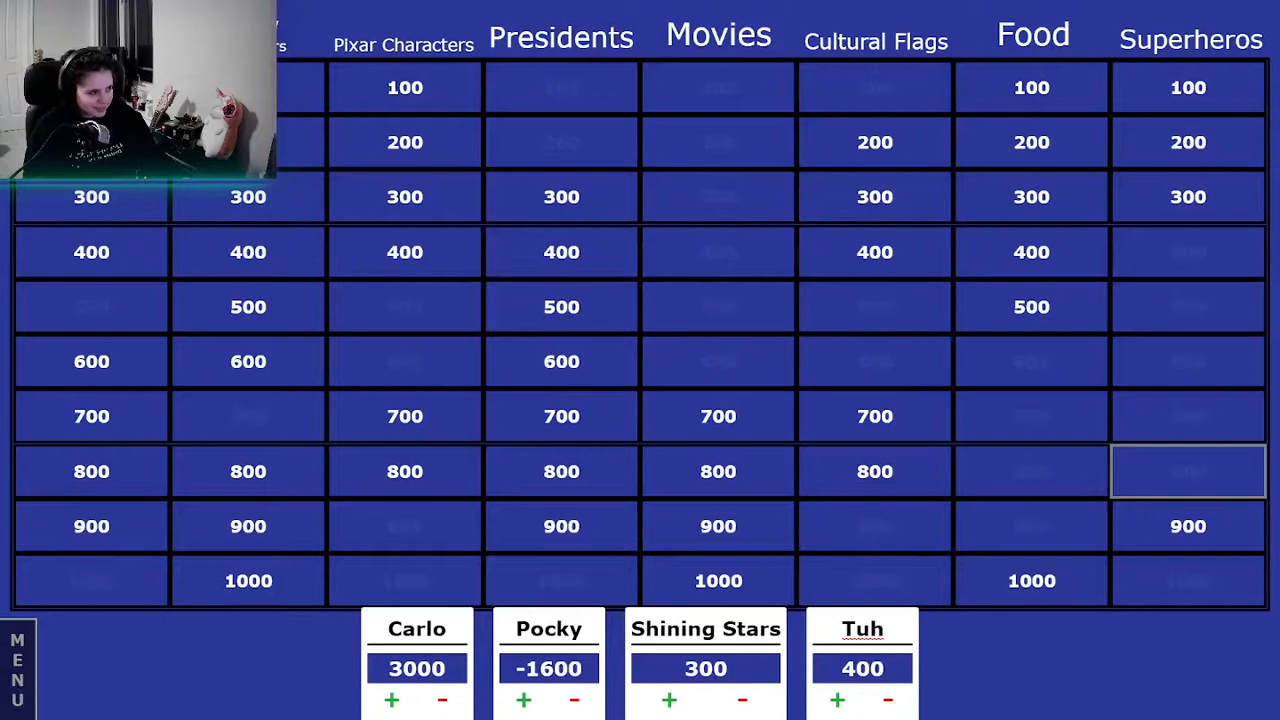 Pixar Characters Presidents Movies Cultural Flags Food Superheros
100 100 100
200 200 200 200
300 300 300 300 300 300 300
400 400 400 400 400 400
500 500 500
600 600 600
700 700 700 700 700
800 800 800 800 800 800
900 900 900 900 900
1000 1000 1000
MENU
Carlo Pocky Shining Stars Tuh
3000 -1600 300 400
+ - + - + - + -